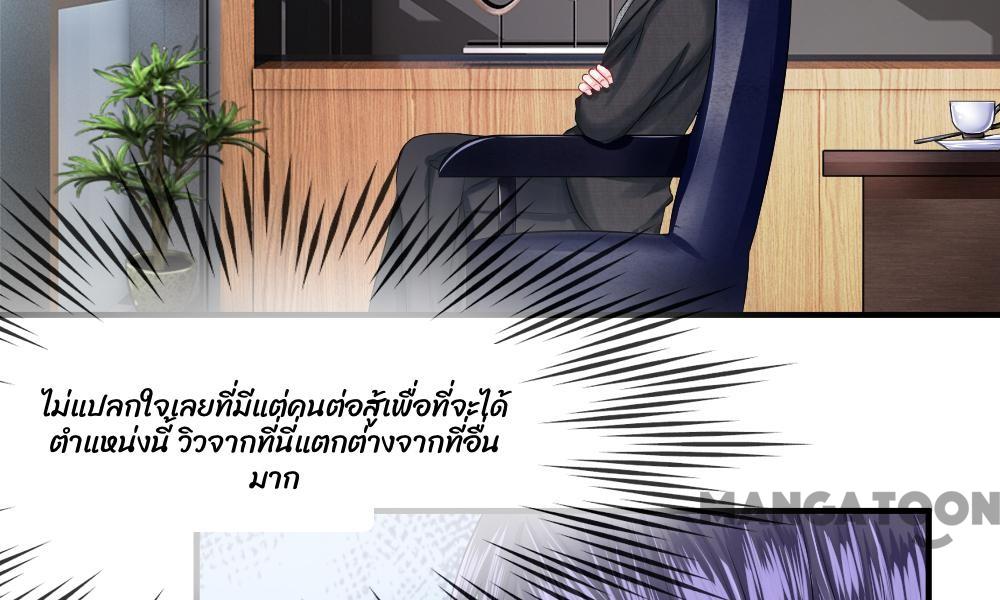 ไม่แปลกใจเลยที่มีแต่คนต่อสู้เพื่อที่จะได้
ตำแหน่งนี้ วิวจากที่นี่แตกต่างจากที่อื่น
มาก
MANGATOON